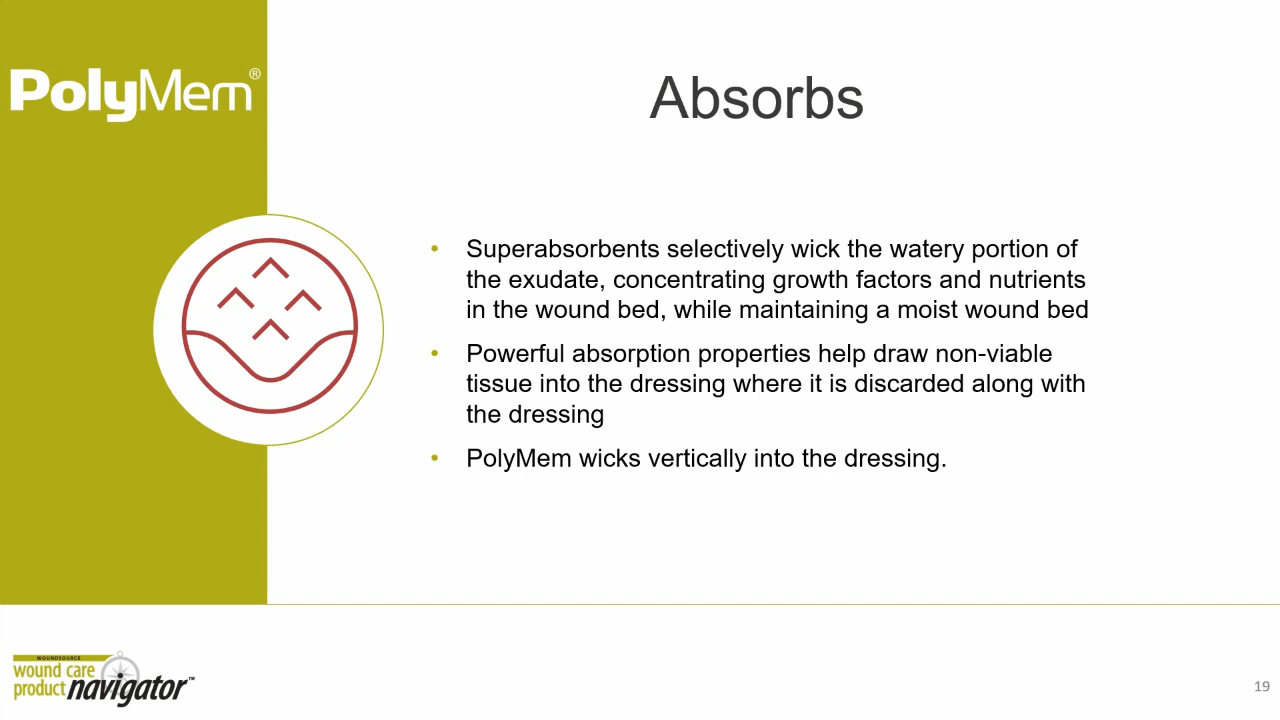 PolyMem®
Absorbs
• Superabsorbents selectively wick the watery portion of
the exudate, concentrating growth factors and nutrients
in the wound bed, while maintaining a moist wound bed
• Powerful absorption properties help draw non-viable
tissue into the dressing where it is discarded along with
the dressing
• PolyMem wicks vertically into the dressing.
WOUNDSOURCE
wound care
product navigator™
19